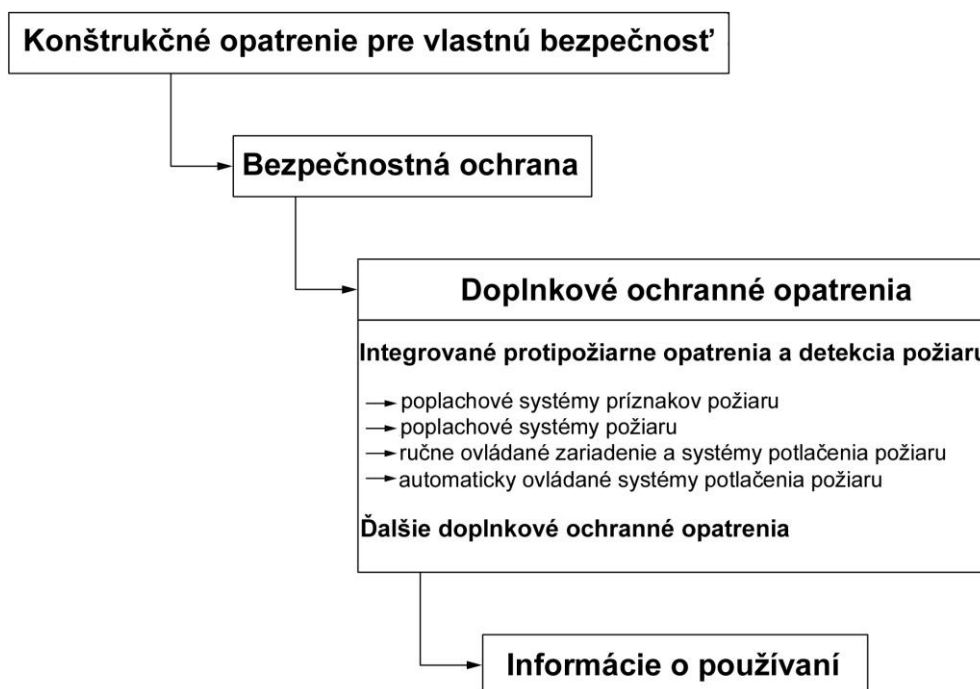 Konštrukčné opatrenie pre vlastnú bezpečnosť
Bezpečnostná ochrana
Doplnkové ochranné opatrenia
Integrované protipožiarne opatrenia a detekcia požiaru
poplachové systémy príznakov požiaru
poplachové systémy požiaru
ručne ovládané zariadenie a systémy potlačenia požiaru
automaticky ovládané systémy potlačenia požiaru
Ďalšie doplnkové ochranné opatrenia
Informácie o používaní